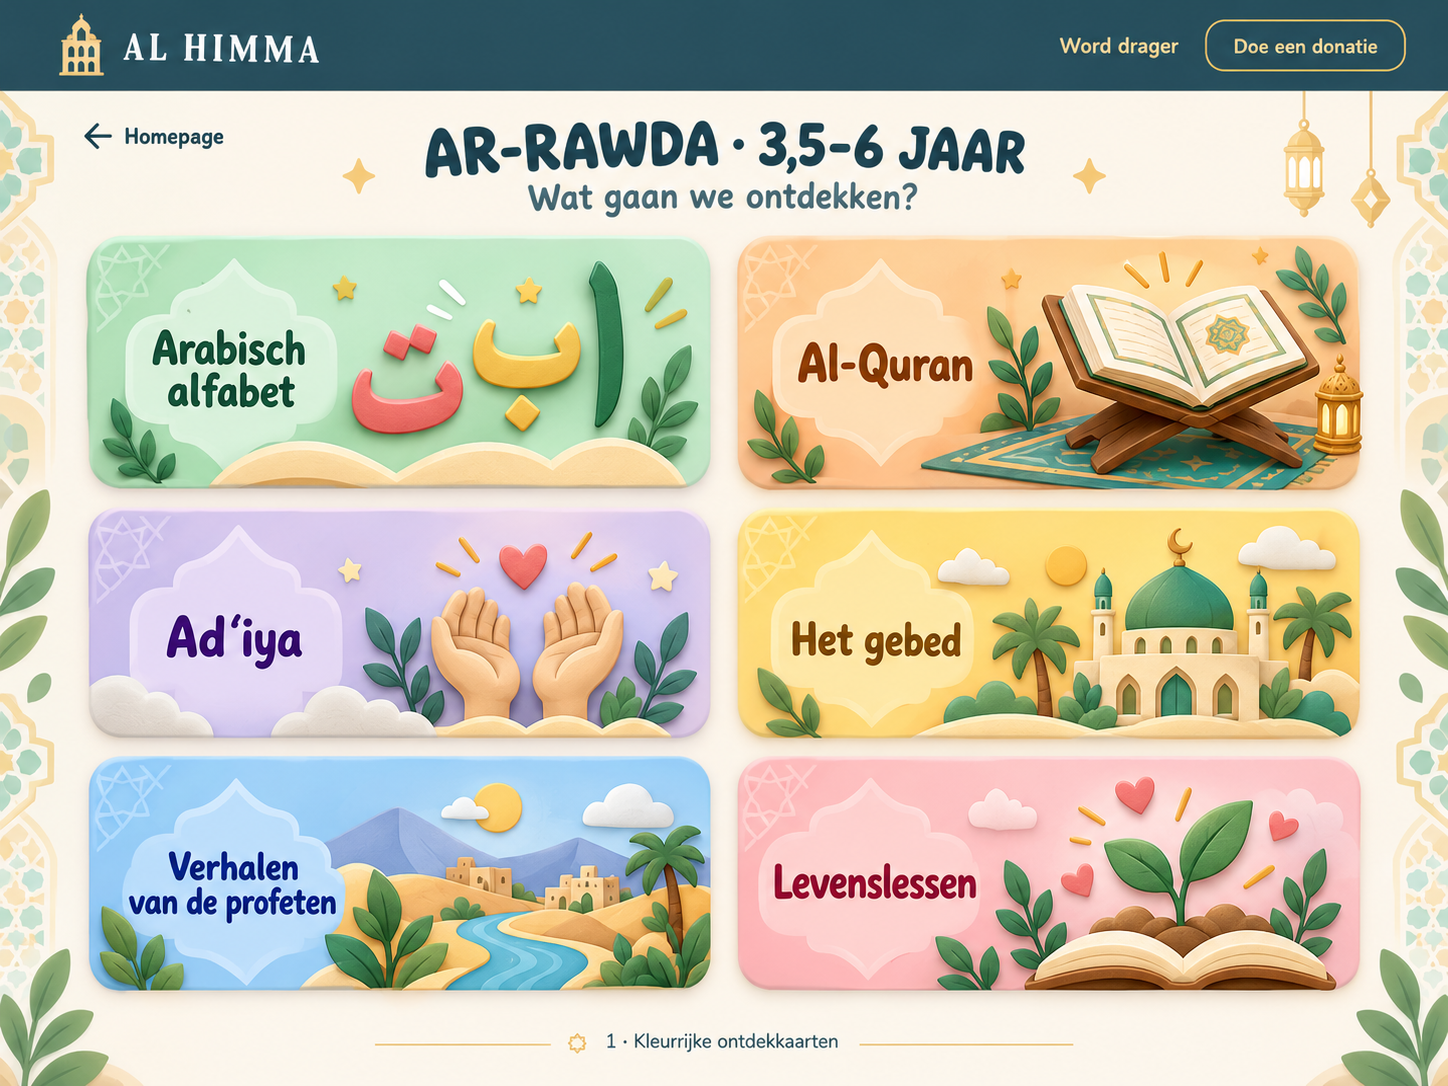 AL HIMMA
Word drager
Doe een donatie
Homepage
AR-RAWDA · 3,5-6 JAAR
Wat gaan we ontdekken?
Arabisch
alfabet
ا ب ت
Al-Quran
Ad‘iya
Het gebed
Verhalen
van de profeten
Levenslessen
1 · Kleurrijke ontdekkaarten